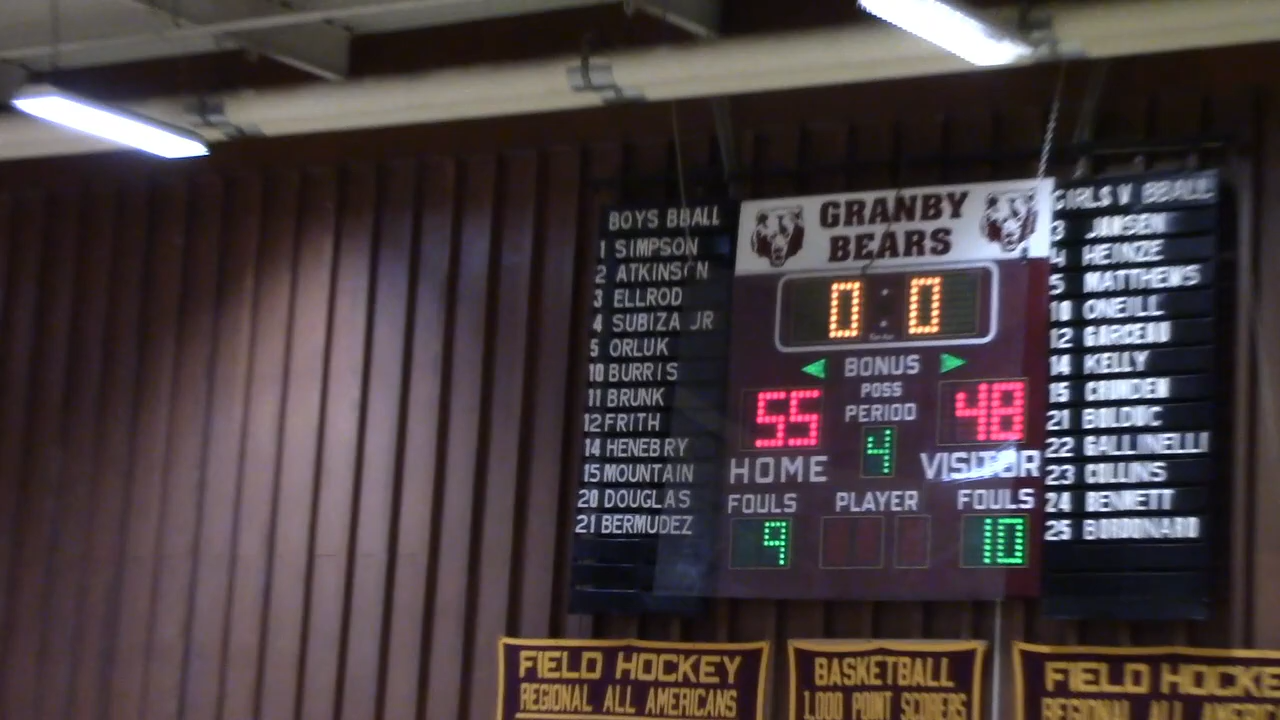 BOYS BBALL
1 SIMPSON
2 ATKINSON
3 ELLROD
4 SUBIZA JR
5 ORLUK
10 BURRIS
11 BRUNK
12 FRITH
14 HENEBRY
15 MOUNTAIN
20 DOUGLAS
21 BERMUDEZ
GRANBY
BEARS
0:0
BONUS
POSS
PERIOD
55 4 48
HOME VISITOR
FOULS PLAYER FOULS
9 10
GIRLS V BBALL
3 JANSEN
4 HEINZE
5 MATTHEWS
10 ONEILL
12 GARCEAU
14 KELLY
15
21 BOLDUC
22 GALLINELLI
23 COLLINS
24 BENNETT
25
FIELD HOCKEY
REGIONAL ALL AMERICANS
BASKETBALL
1,000 POINT SCORERS
FIELD HOCKE
REGIONAL ALL AMERICA